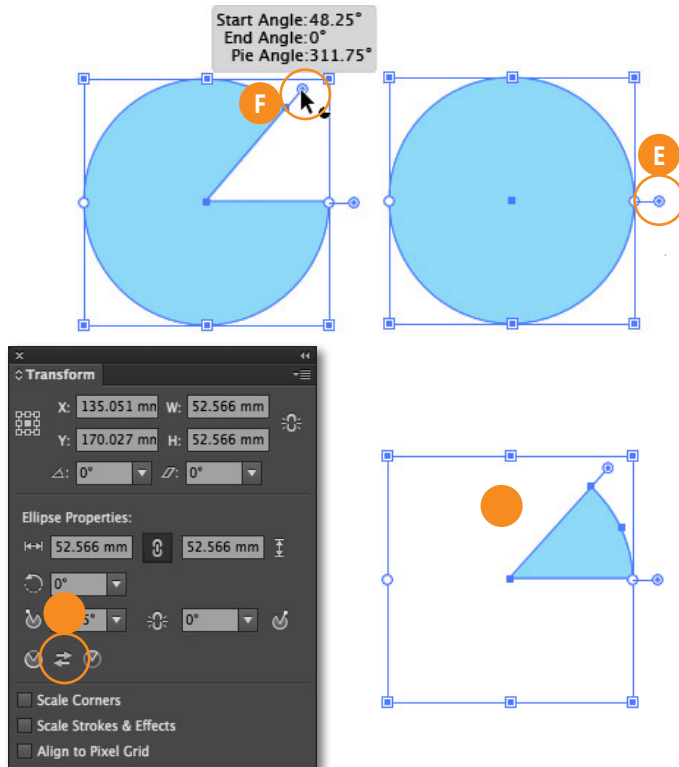 Start Angle:48.25°
End Angle:0°
Pie Angle:311.75°
F
E
Transform
X: 135.051 mm W: 52.566 mm
Y: 170.027 mm H: 52.566 mm
0° 0°
Ellipse Properties:
52.566 mm 52.566 mm
0°
0°
Scale Corners
Scale Strokes & Effects
Align to Pixel Grid